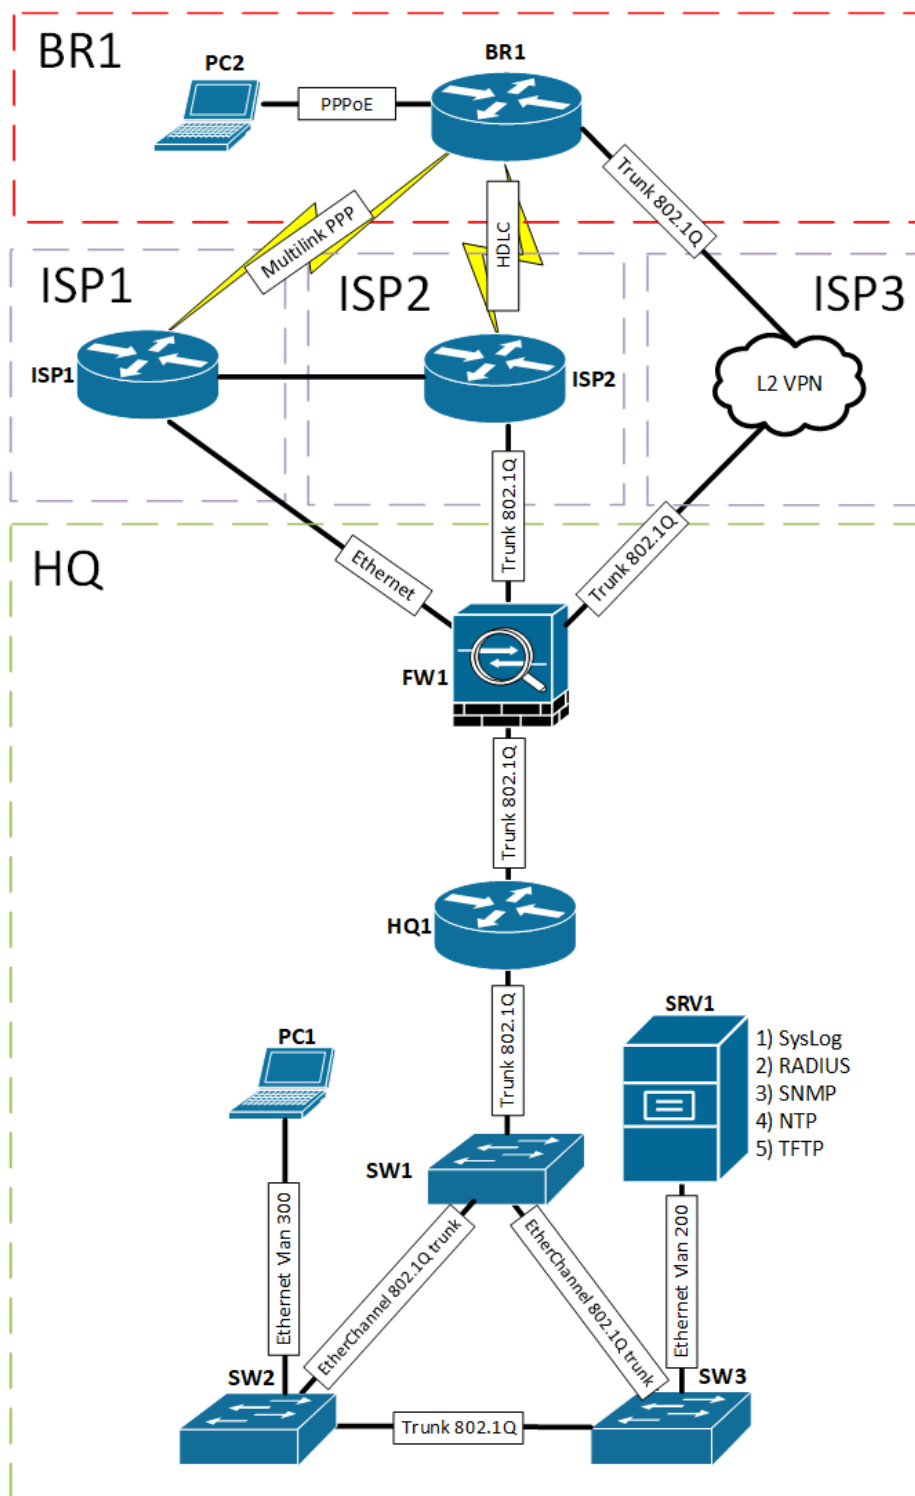 BR1
PC2
BR1
PPPoE
Trunk 802.1Q
Multilink PPP
HDLC
ISP1
ISP2
ISP3
ISP1
ISP2
L2 VPN
Trunk 802.1Q
Trunk 802.1Q
Ethernet
HQ
FW1
Trunk 802.1Q
HQ1
Trunk 802.1Q
SRV1
PC1
1) SysLog
2) RADIUS
3) SNMP
4) NTP
5) TFTP
SW1
Ethernet Vlan 300
EtherChannel 802.1Q trunk
EtherChannel 802.1Q trunk
Ethernet Vlan 200
SW2
SW3
Trunk 802.1Q